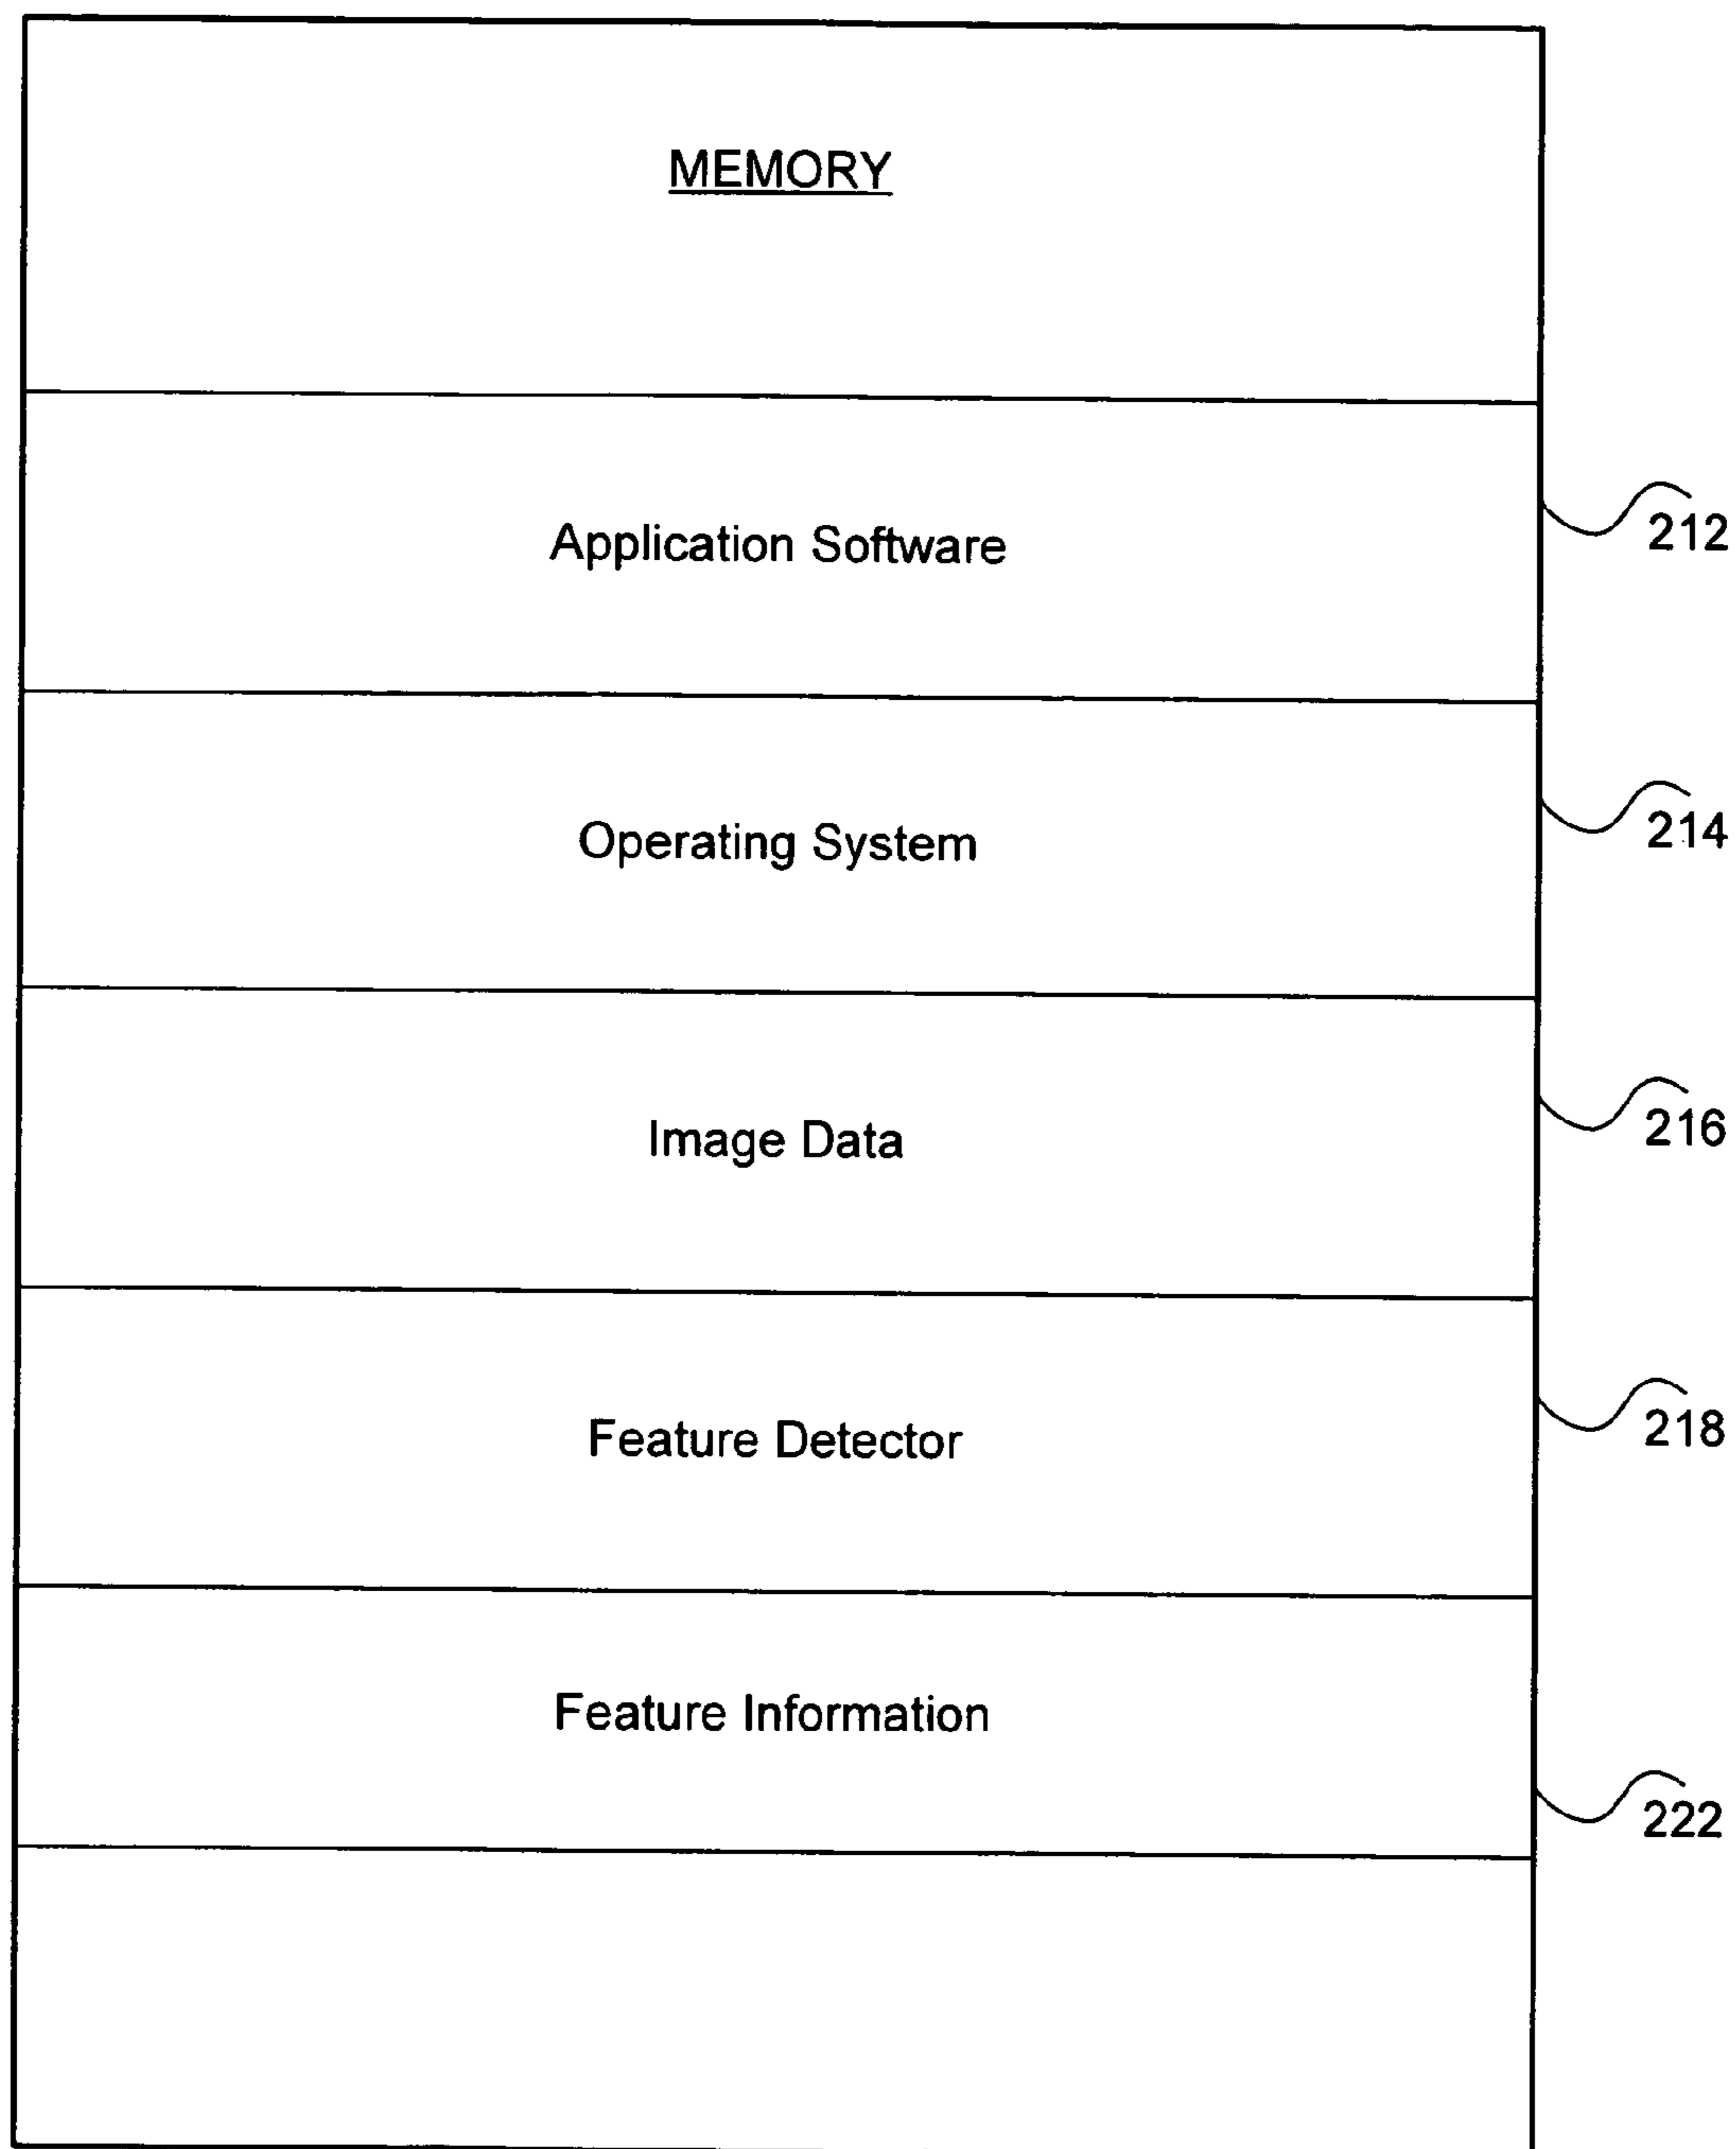 MEMORY
Application Software
212
Operating System
214
Image Data
216
Feature Detector
218
Feature Information
222